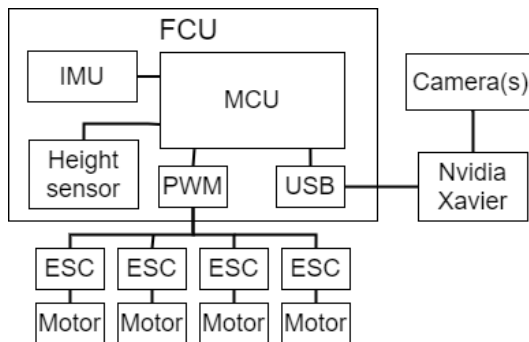 FCU
IMU
MCU
Camera(s)
Height
sensor
PWM
USB
Nvidia
Xavier
ESC ESC ESC ESC
Motor Motor Motor Motor